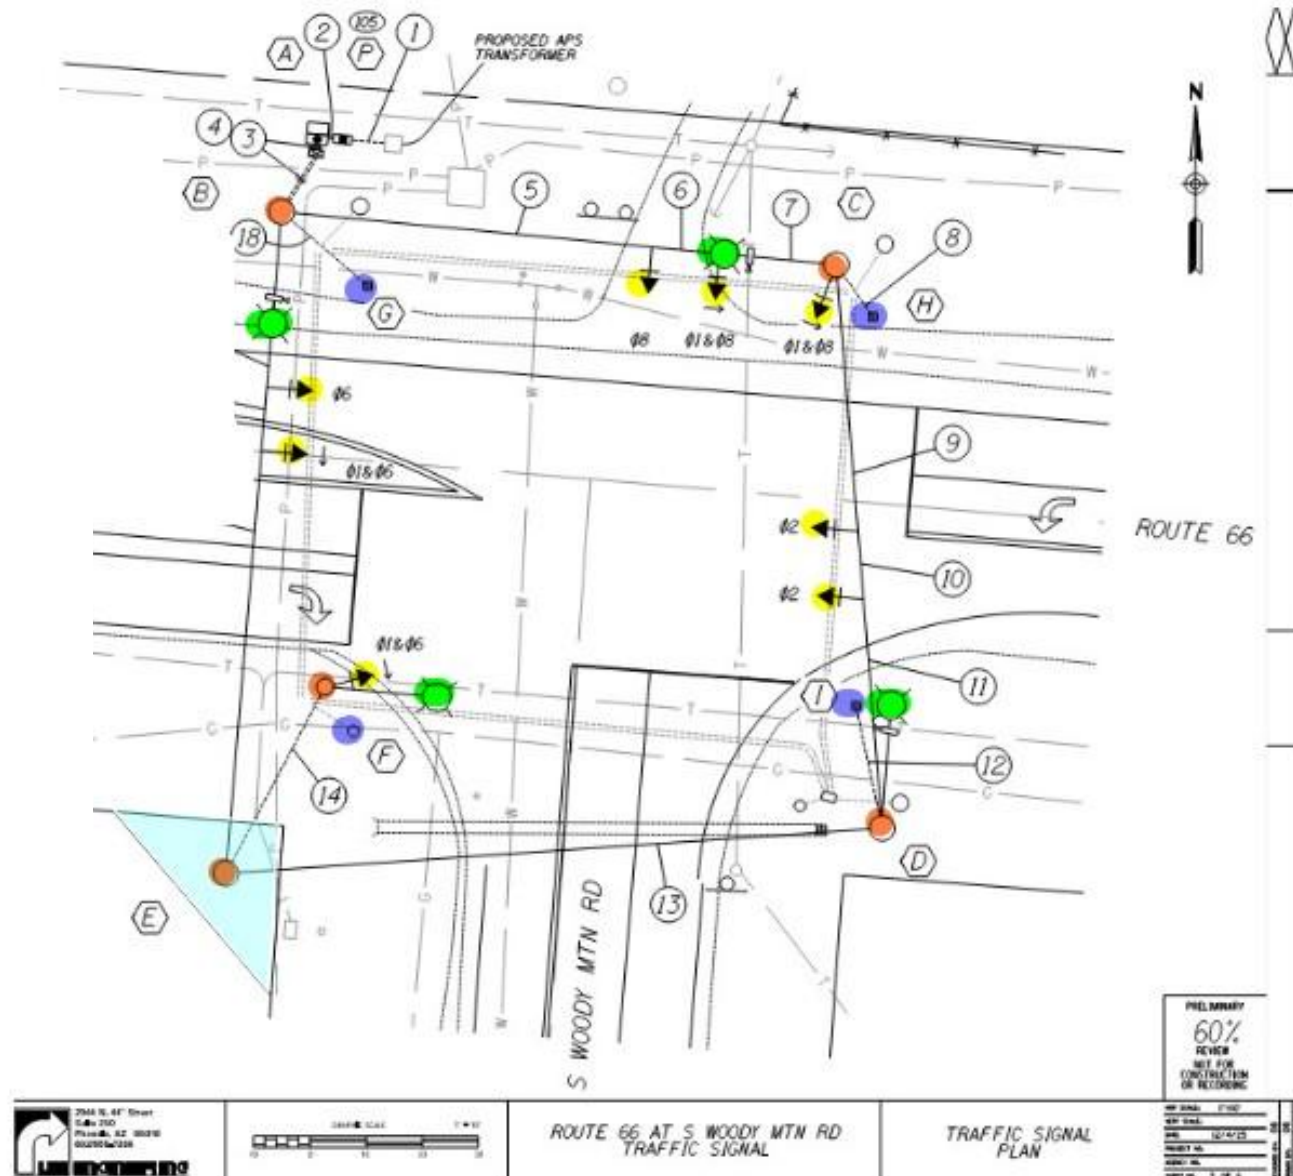 A
2
105
P
1
PROPOSED APS
TRANSFORMER
N
4
3
B
5
6
7
C
8
18
G
H
ø8
ø1&ø8
ø1&ø8
ø6
9
ø1&ø6
ø2
ROUTE 66
10
ø2
ø1&ø6
11
I
F
12
14
D
13
E
S WOODY MTN RD
PRELIMINARY
60%
REVIEW
NOT FOR
CONSTRUCTION
OR RECORDING
ROUTE 66 AT S WOODY MTN RD
TRAFFIC SIGNAL
TRAFFIC SIGNAL
PLAN